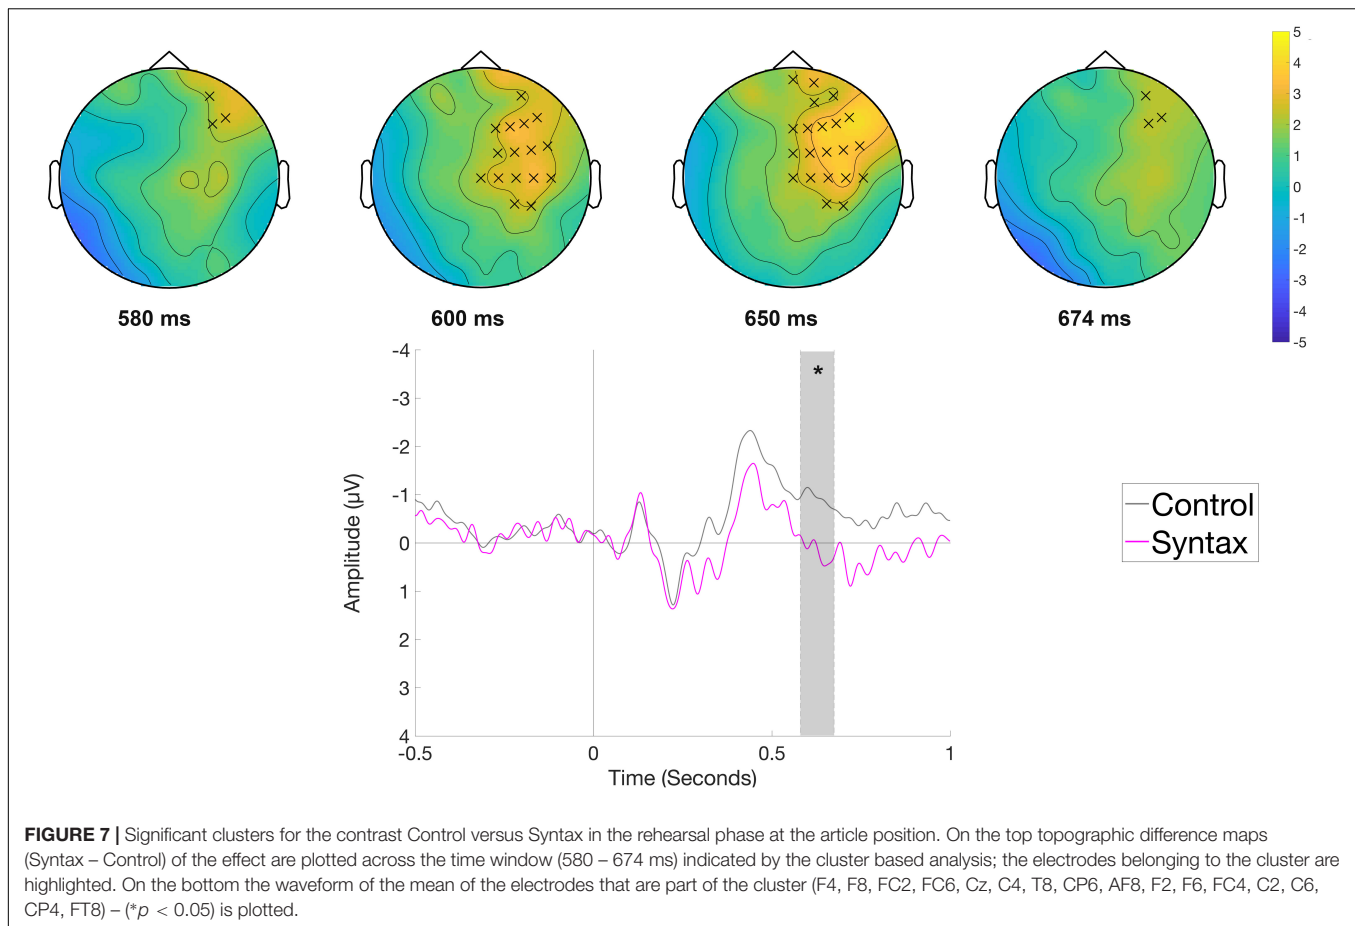 5
4
3
2
1
0
-1
-2
-3
-4
-5
580 ms 600 ms 650 ms 674 ms
-4
-3
-2
-1
0
1
2
3
4
*
Amplitude (µV)
-0.5 0 0.5 1
Time (Seconds)
Control
Syntax
FIGURE 7 | Significant clusters for the contrast Control versus Syntax in the rehearsal phase at the article position. On the top topographic difference maps
(Syntax – Control) of the effect are plotted across the time window (580 – 674 ms) indicated by the cluster based analysis; the electrodes belonging to the cluster are
highlighted. On the bottom the waveform of the mean of the electrodes that are part of the cluster (F4, F8, FC2, FC6, Cz, C4, T8, CP6, AF8, F2, F6, FC4, C2, C6,
CP4, FT8) – (*p < 0.05) is plotted.